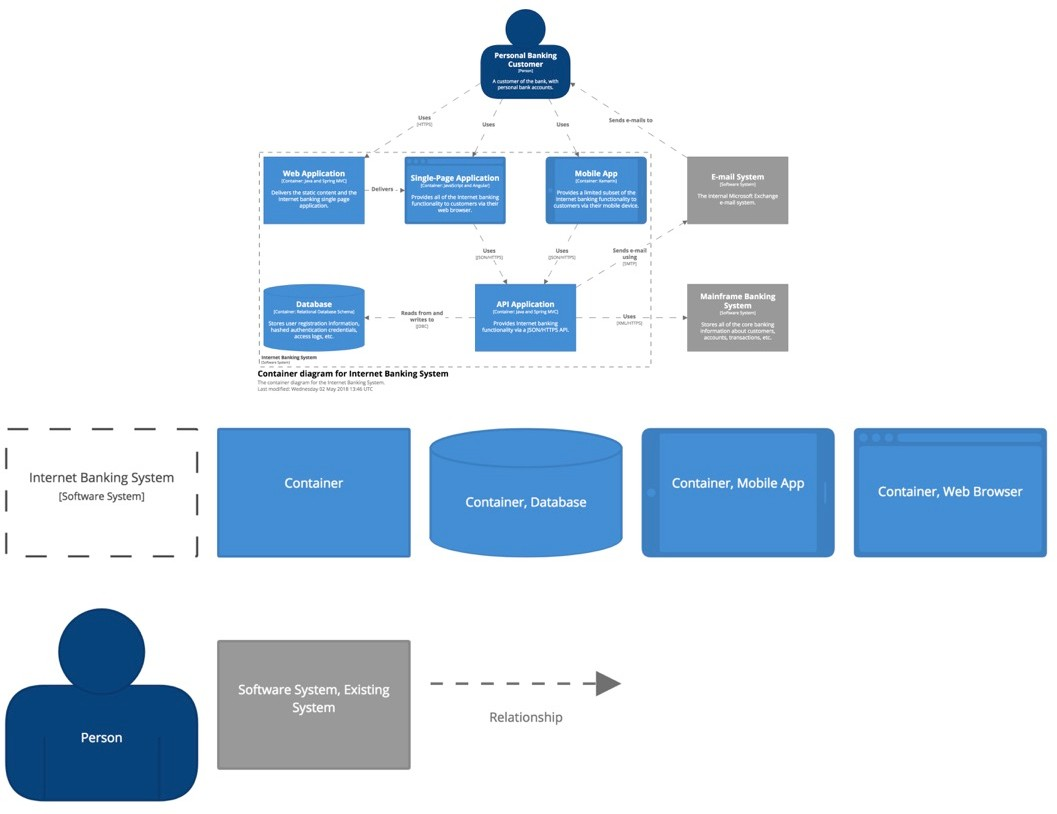 Personal Banking
Customer
[Person]
A customer of the bank, with
personal bank accounts.
Uses
[HTTPS]
Uses
Uses
Sends e-mails to
Web Application
[Container: Java and Spring MVC]
Delivers the static content and the
Internet banking single page
application.
Delivers
Single-Page Application
[Container: JavaScript and Angular]
Provides all of the Internet banking
functionality to customers via their
web browser.
Mobile App
[Container: Xamarin]
Provides a limited subset of the
Internet banking functionality to
customers via their mobile device.
E-mail System
[Software System]
The internal Microsoft Exchange
e-mail system.
Uses
[JSON/HTTPS]
Uses
[JSON/HTTPS]
Sends e-mail
using
[SMTP]
Database
[Container: Relational Database Schema]
Stores user registration information,
hashed authentication credentials,
access logs, etc.
Reads from and
writes to
[JDBC]
API Application
[Container: Java and Spring MVC]
Provides Internet banking
functionality via a JSON/HTTPS API.
Uses
[XML/HTTPS]
Mainframe Banking
System
[Software System]
Stores all of the core banking
information about customers,
accounts, transactions, etc.
Internet Banking System
[Software System]
Container diagram for Internet Banking System
The container diagram for the Internet Banking System.
Last modified: Wednesday 02 May 2018 13:46 UTC
Internet Banking System
[Software System]
Container
Container, Database
Container, Mobile App
Container, Web Browser
Person
Software System, Existing
System
Relationship